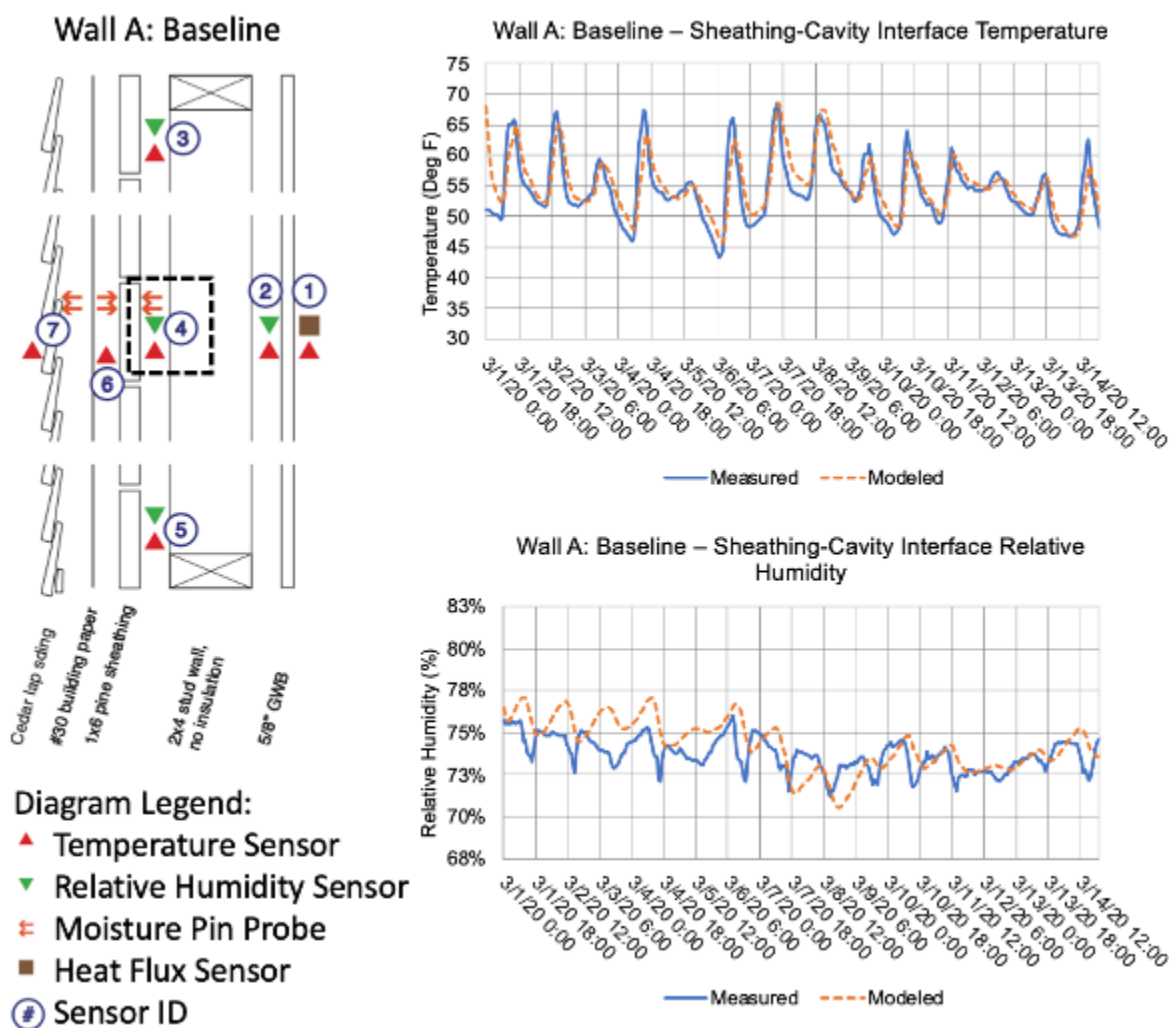 Wall A: Baseline
3
2
1
7
4
6
5
Cedar lap sding
#30 building paper
1x6 pine sheathing
2x4 stud wall,
no insulation
5/8" GWB
Diagram Legend:
Temperature Sensor
Relative Humidity Sensor
Moisture Pin Probe
Heat Flux Sensor
# Sensor ID
Wall A: Baseline – Sheathing-Cavity Interface Temperature
Temperature (Deg F)
75
70
65
60
55
50
45
40
35
30
3/1/20 0:00
3/1/20 18:00
3/2/20 12:00
3/3/20 6:00
3/4/20 0:00
3/4/20 18:00
3/5/20 12:00
3/6/20 6:00
3/7/20 0:00
3/7/20 18:00
3/8/20 12:00
3/9/20 6:00
3/10/20 0:00
3/10/20 18:00
3/11/20 12:00
3/12/20 6:00
3/13/20 0:00
3/13/20 18:00
3/14/20 12:00
Measured
Modeled
Wall A: Baseline – Sheathing-Cavity Interface Relative
Humidity
Relative Humidity (%)
83%
80%
78%
75%
73%
70%
68%
3/1/20 0:00
3/1/20 18:00
3/2/20 12:00
3/3/20 6:00
3/4/20 0:00
3/4/20 18:00
3/5/20 12:00
3/6/20 6:00
3/7/20 0:00
3/7/20 18:00
3/8/20 12:00
3/9/20 6:00
3/10/20 0:00
3/10/20 18:00
3/11/20 12:00
3/12/20 6:00
3/13/20 0:00
3/13/20 18:00
3/14/20 12:00
Measured
Modeled